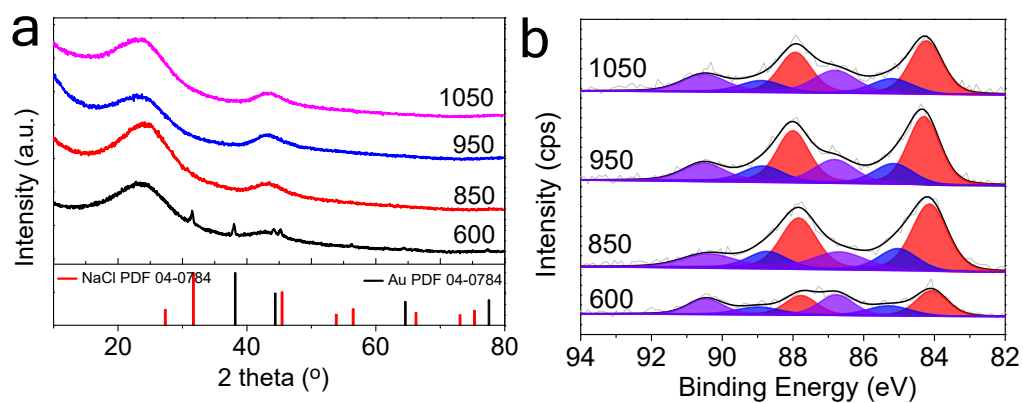 a
Intensity (a.u.)
1050
950
850
600
NaCl PDF 04-0784
Au PDF 04-0784
20
40
60
80
2 theta (º)
b
Intensity (cps)
1050
950
850
600
94
92
90
88
86
84
82
Binding Energy (eV)